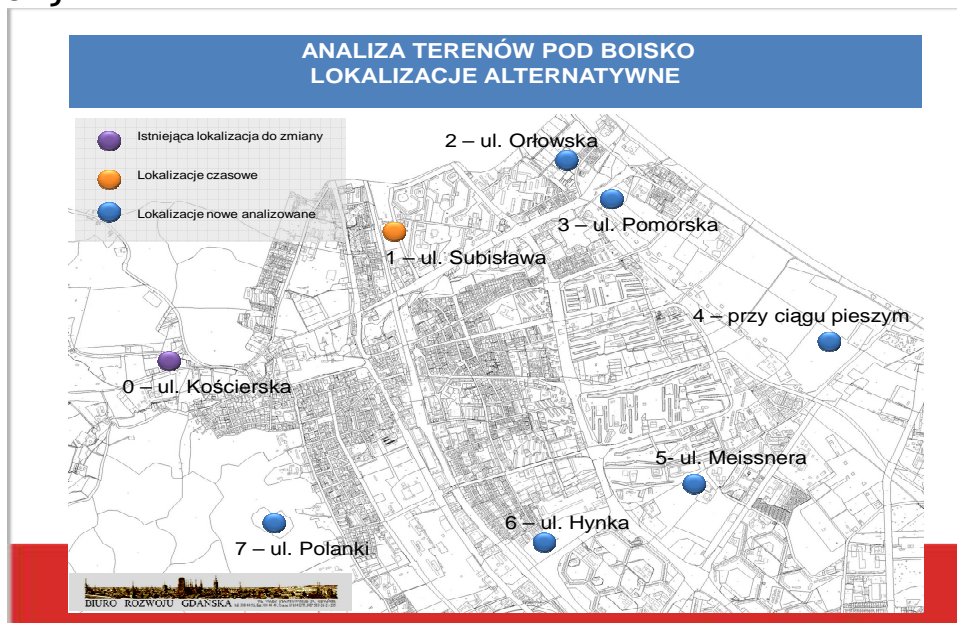 ANALIZA TERENÓW POD BOISKO
LOKALIZACJE ALTERNATYWNE
Istniejąca lokalizacja do zmiany
Lokalizacje czasowe
Lokalizacje nowe analizowane
2 – ul. Orłowska
3 – ul. Pomorska
1 – ul. Subisława
4 – przy ciągu pieszym
0 – ul. Kościerska
5- ul. Meissnera
6 – ul. Hynka
7 – ul. Polanki
BIURO ROZWOJU GDAŃSKA